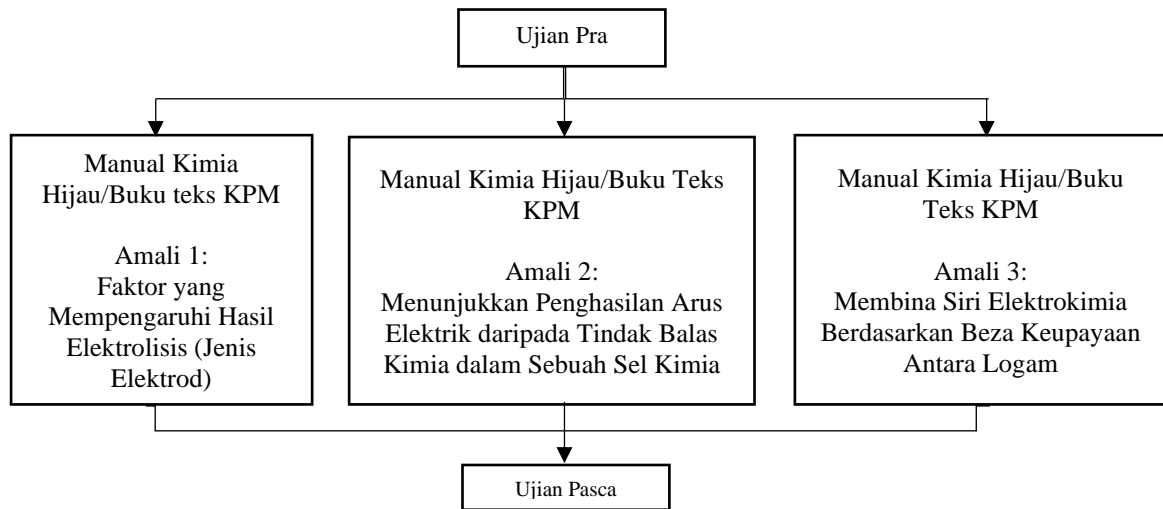 Ujian Pra
Manual Kimia
Hijau/Buku teks KPM
Amali 1:
Faktor yang
Mempengaruhi Hasil
Elektrolisis (Jenis
Elektrod)
Manual Kimia Hijau/Buku Teks
KPM
Amali 2:
Menunjukkan Penghasilan Arus
Elektrik daripada Tindak Balas
Kimia dalam Sebuah Sel Kimia
Manual Kimia Hijau/Buku
Teks KPM
Amali 3:
Membina Siri Elektrokimia
Berdasarkan Beza Keupayaan
Antara Logam
Ujian Pasca